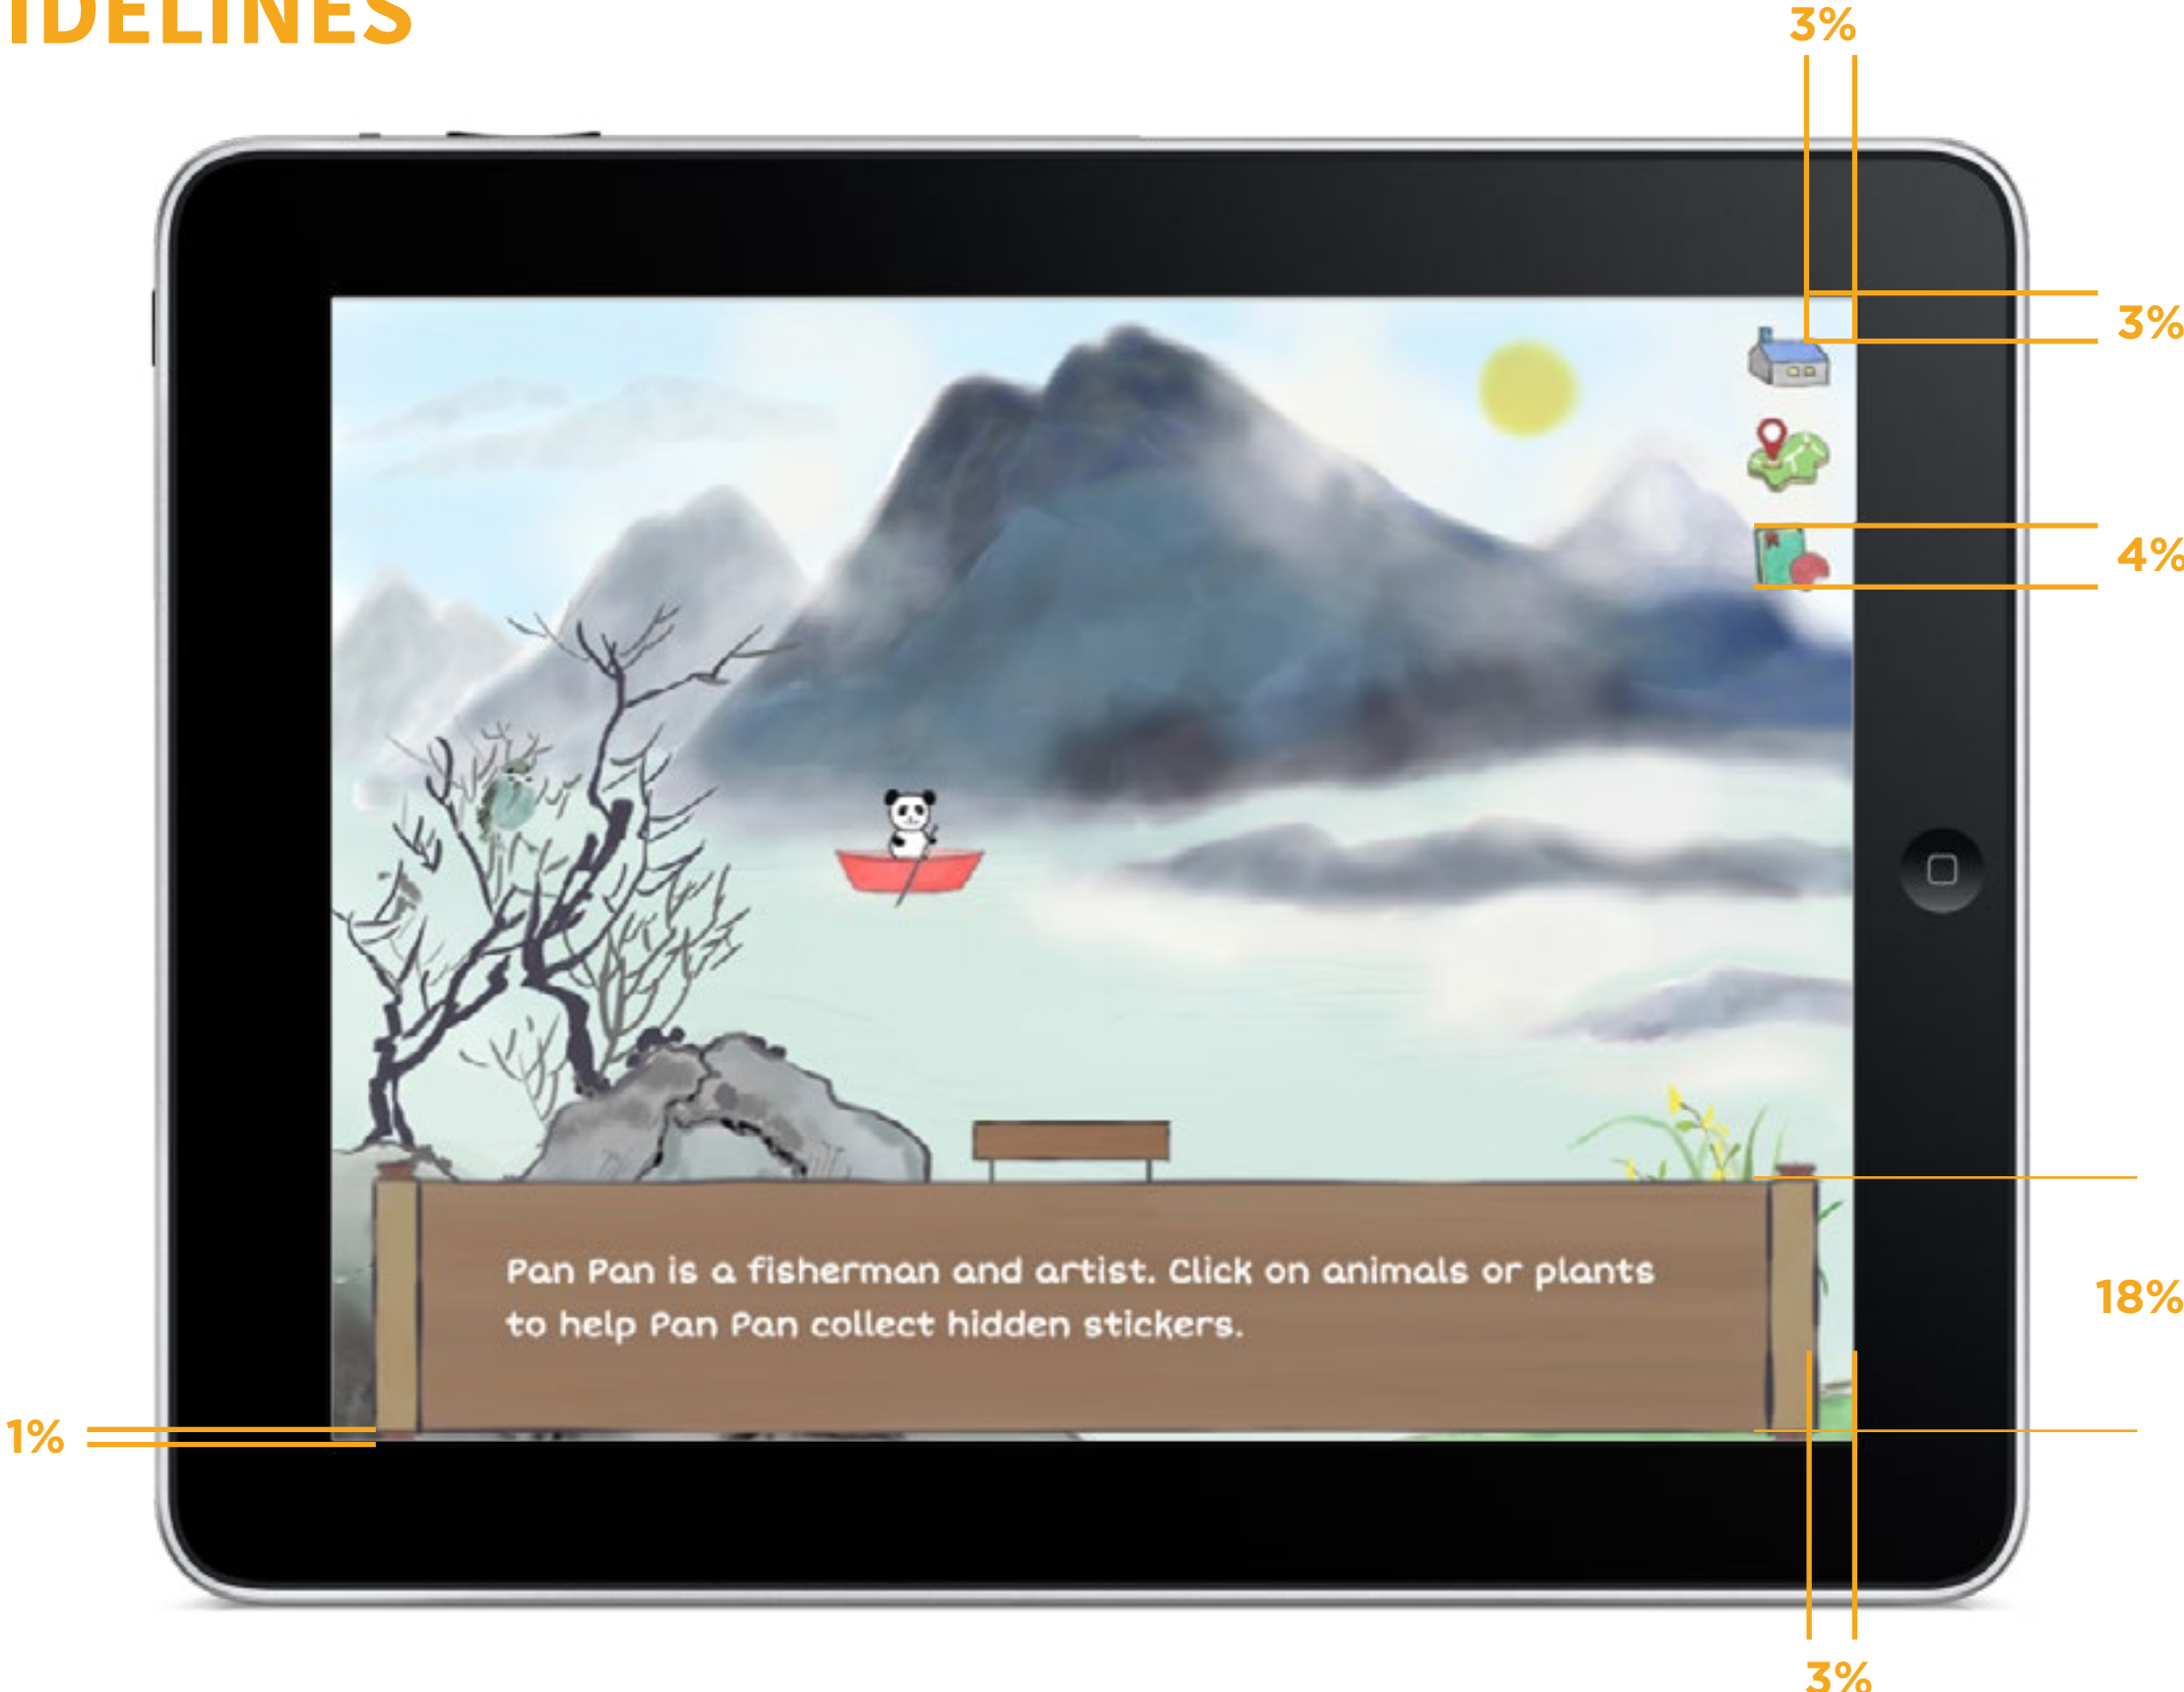 IDELINES
3%
3%
4%
Pan Pan is a fisherman and artist. Click on animals or plants
to help Pan Pan collect hidden stickers.
18%
1%
3%